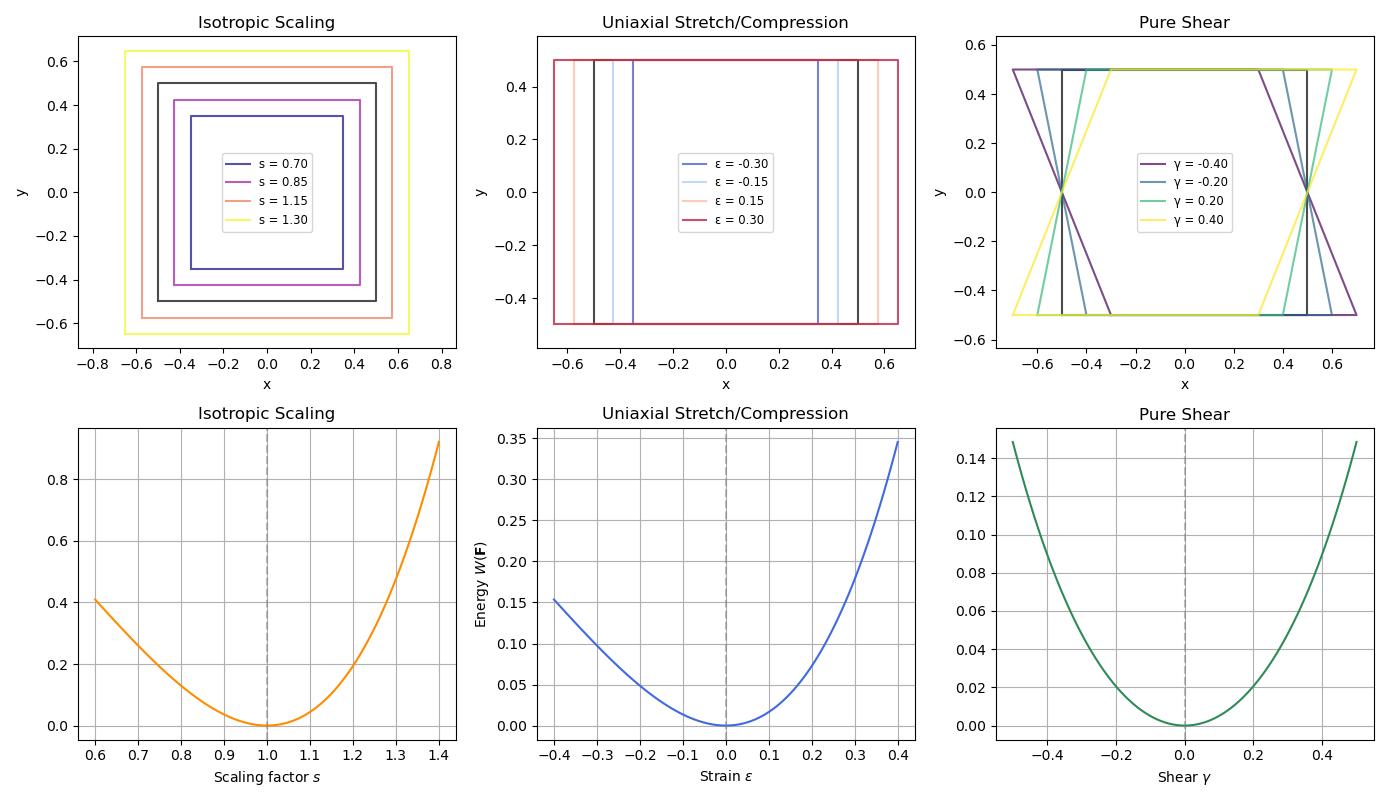 Isotropic Scaling
0.6
0.4
0.2
0.0
−0.2
−0.4
−0.6
y
s = 0.70
s = 0.85
s = 1.15
s = 1.30
−0.8 −0.6 −0.4 −0.2 0.0 0.2 0.4 0.6 0.8
x
Uniaxial Stretch/Compression
0.4
0.2
0.0
−0.2
−0.4
y
ε = -0.30
ε = -0.15
ε = 0.15
ε = 0.30
−0.6 −0.4 −0.2 0.0 0.2 0.4 0.6
x
Pure Shear
0.6
0.4
0.2
0.0
−0.2
−0.4
−0.6
y
γ = -0.40
γ = -0.20
γ = 0.20
γ = 0.40
−0.6 −0.4 −0.2 0.0 0.2 0.4 0.6
x
Isotropic Scaling
0.8
0.6
0.4
0.2
0.0
0.6 0.7 0.8 0.9 1.0 1.1 1.2 1.3 1.4
Scaling factor s
Uniaxial Stretch/Compression
0.35
0.30
0.25
0.20
0.15
0.10
0.05
0.00
Energy W(F)
−0.4 −0.3 −0.2 −0.1 0.0 0.1 0.2 0.3 0.4
Strain ε
Pure Shear
0.14
0.12
0.10
0.08
0.06
0.04
0.02
0.00
−0.4 −0.2 0.0 0.2 0.4
Shear γ